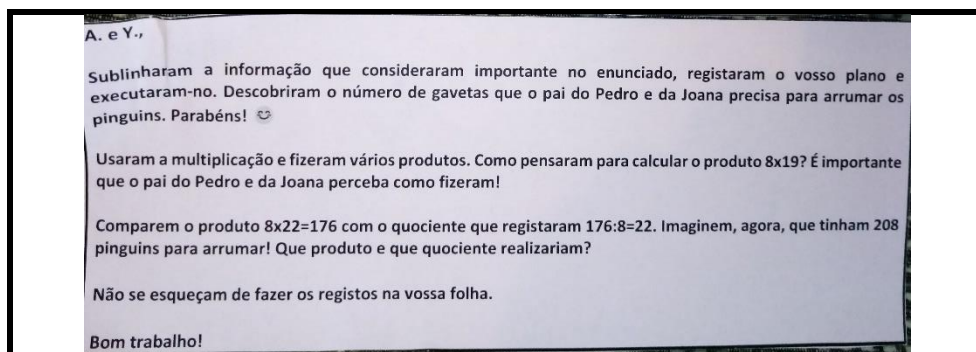 A. e Y.,
Sublinharam a informação que consideraram importante no enunciado, registaram o vosso plano e
executaram-no. Descobriram o número de gavetas que o pai do Pedro e da Joana precisa para arrumar os
pinguins. Parabéns! ☺
Usaram a multiplicação e fizeram vários produtos. Como pensaram para calcular o produto 8x19? É importante
que o pai do Pedro e da Joana perceba como fizeram!
Comparem o produto 8x22=176 com o quociente que registaram 176:8=22. Imaginem, agora, que tinham 208
pinguins para arrumar! Que produto e que quociente realizariam?
Não se esqueçam de fazer os registos na vossa folha.
Bom trabalho!